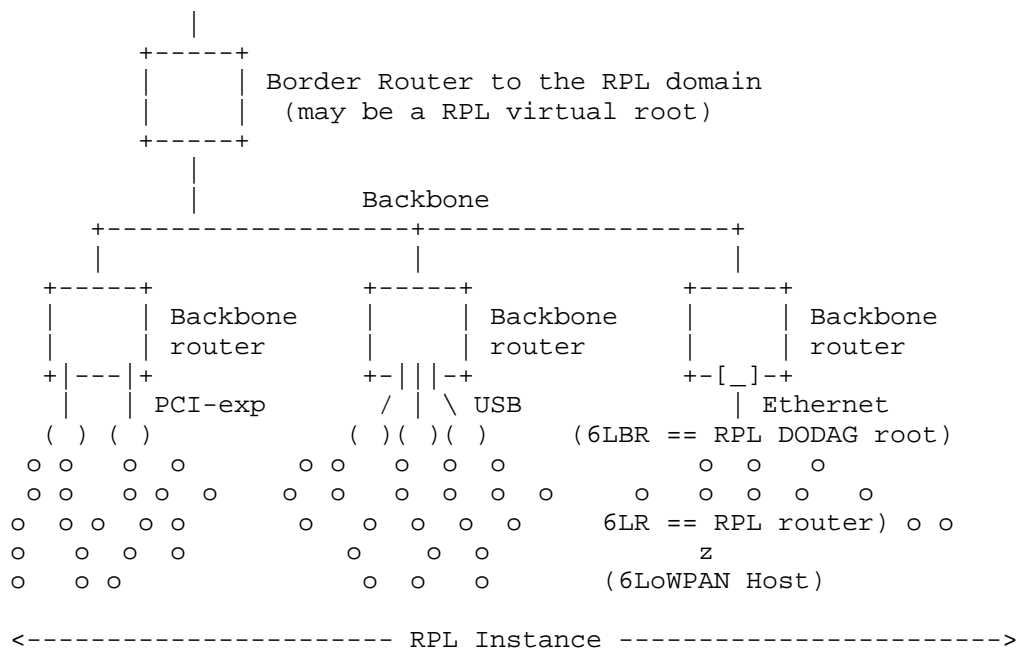 Border Router to the RPL domain
(may be a RPL virtual root)
Backbone
Backbone Backbone Backbone
router router router
PCI-exp USB Ethernet
( ) ( ) ( )( )( ) (6LBR == RPL DODAG root)
o o o o o o o o o o o o
o o o o o o o o o o o o o o o o
o o o o o o o o o o 6LR == RPL router) o o
o o o o o o o z
o o o o o o (6LoWPAN Host)
<----------------------- RPL Instance ------------------------>